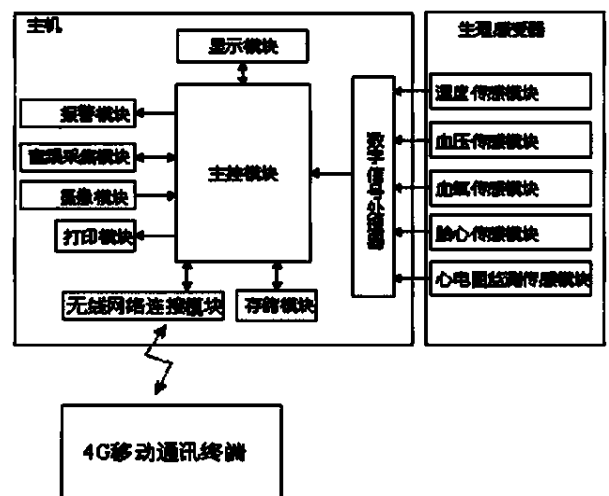 主机
生理感受器
显示模块
温度传感模块
报警模块
血压传感模块
音频采集模块
主控模块
数字信号处理器
血氧传感模块
摄像模块
打印模块
胎心传感模块
心电图监测传感模块
无线网络连接模块
存储模块
4G移动通讯终端